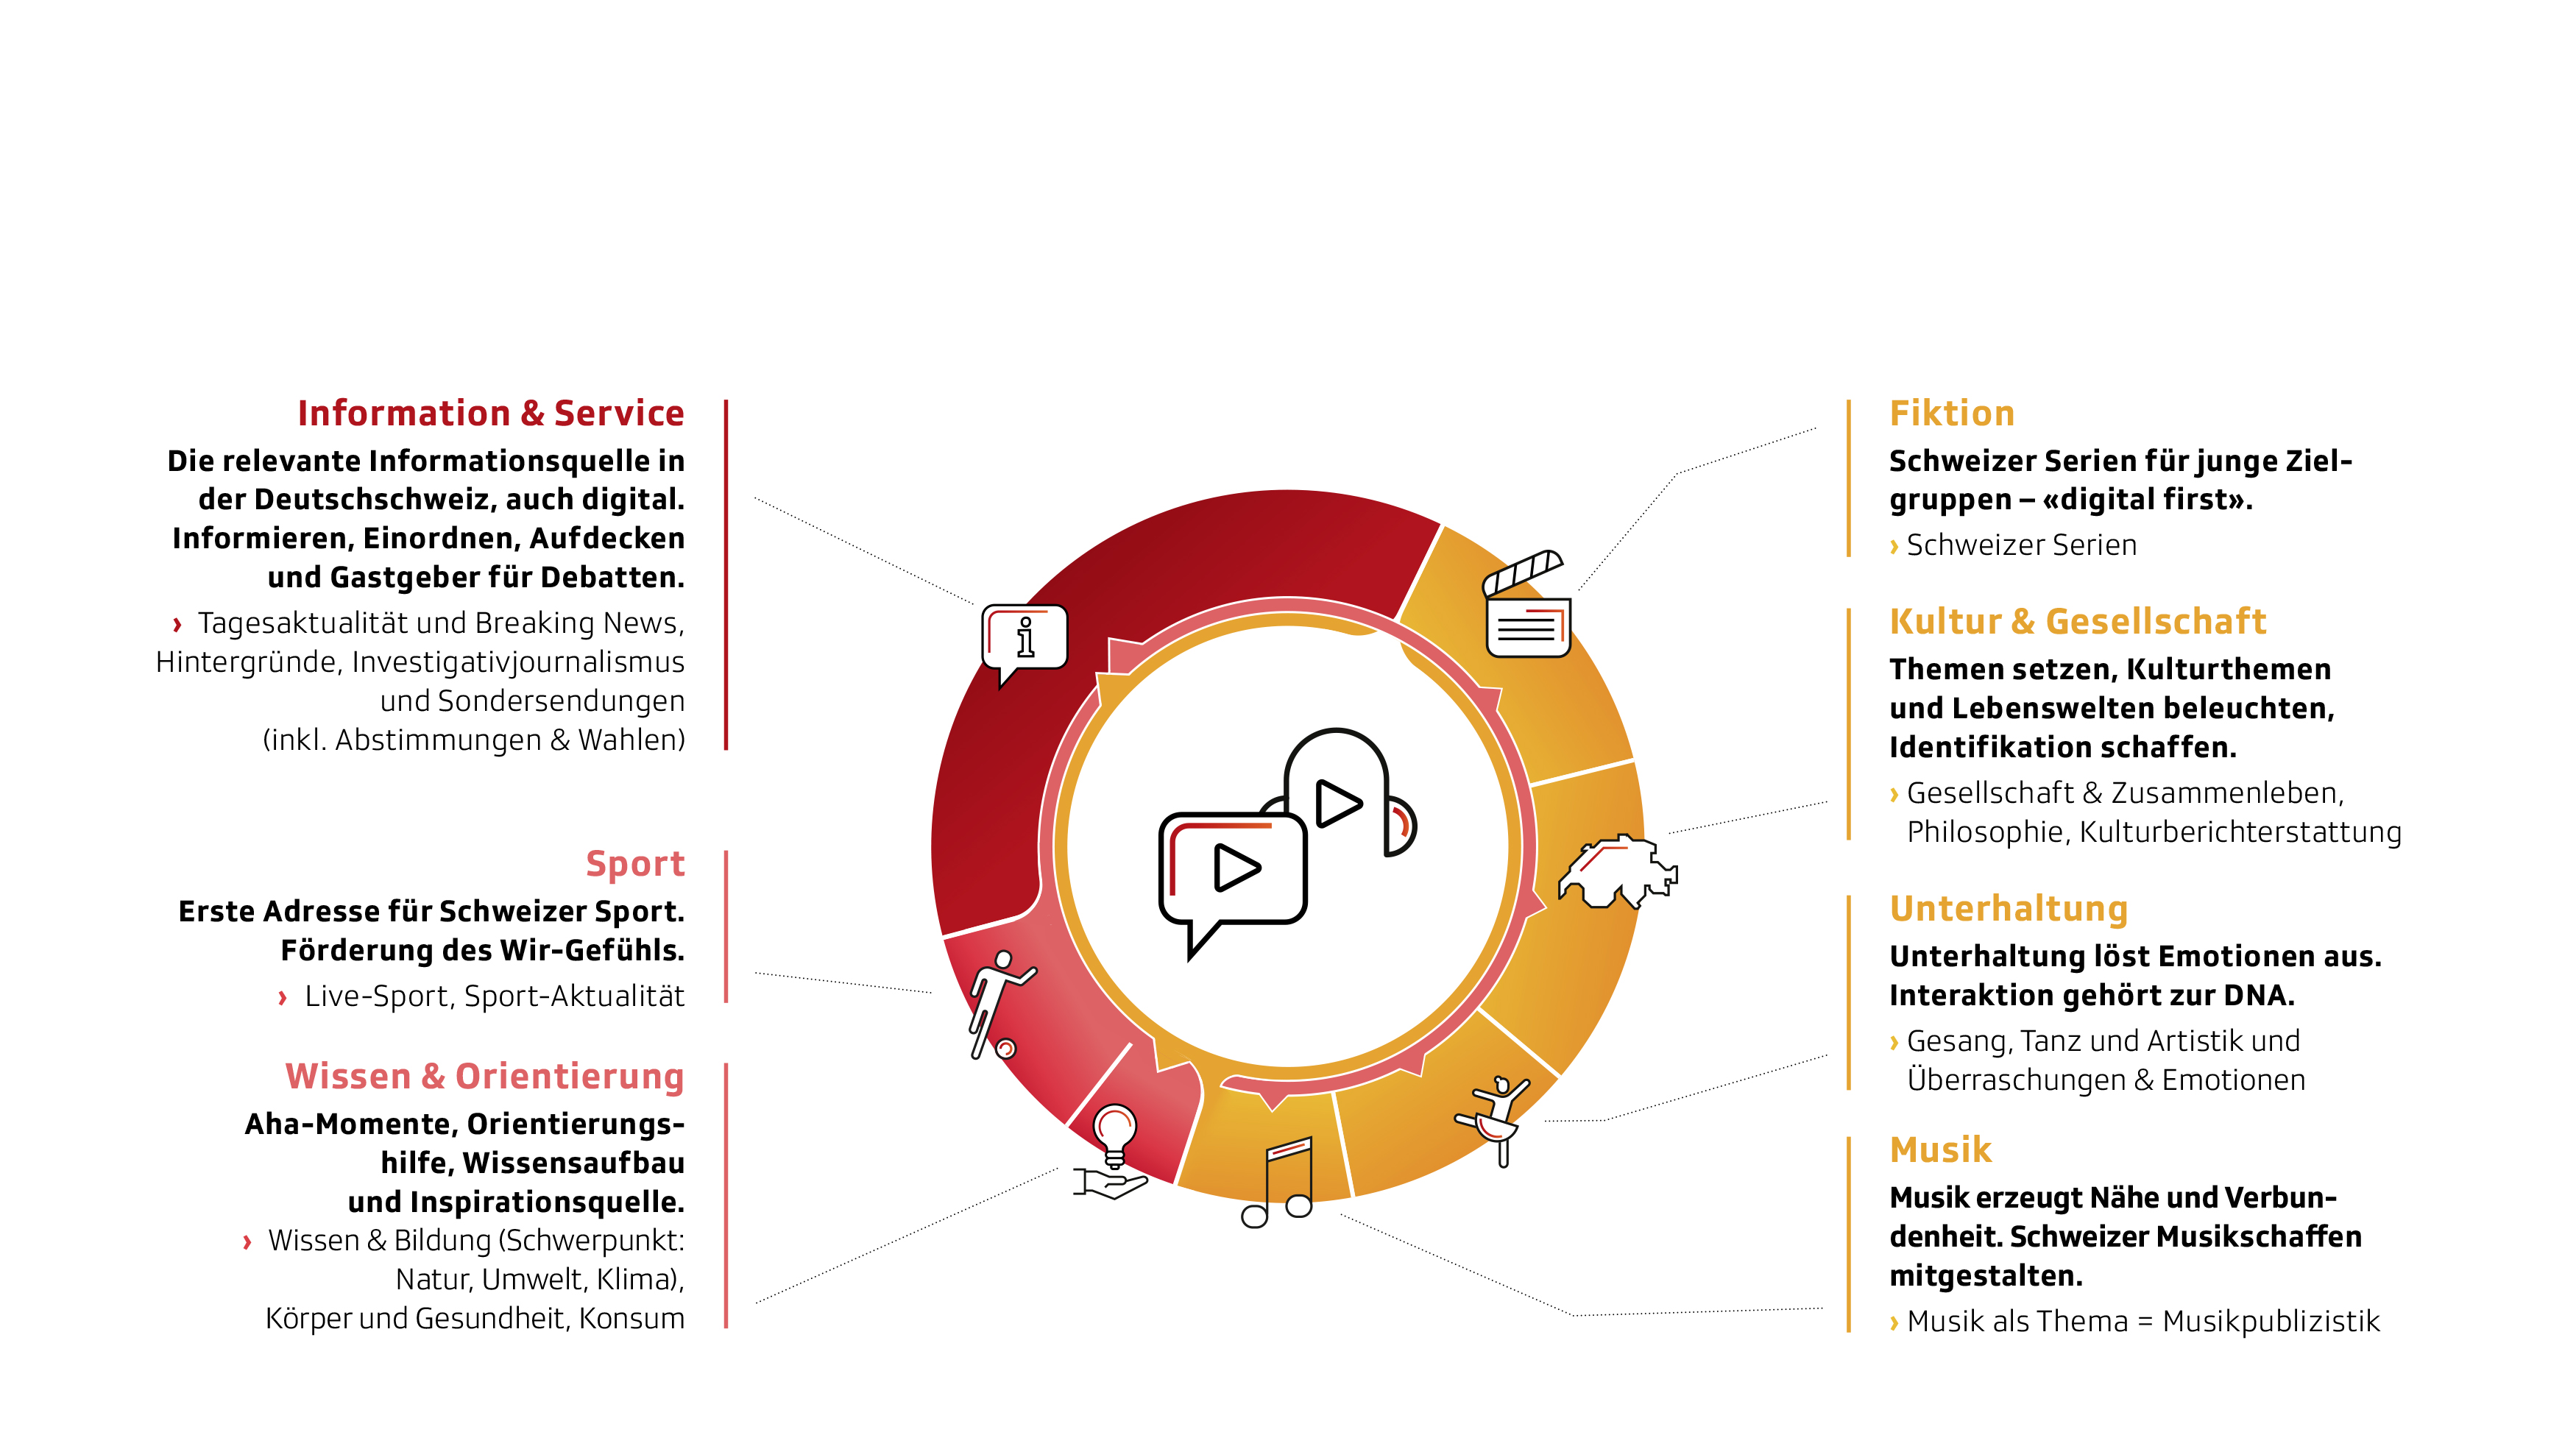 Information & Service
Die relevante Informationsquelle in
der Deutschschweiz, auch digital.
Informieren, Einordnen, Aufdecken
und Gastgeber für Debatten.
› Tagesaktualität und Breaking News,
Hintergründe, Investigativjournalismus
und Sondersendungen
(inkl. Abstimmungen & Wahlen)
Sport
Erste Adresse für Schweizer Sport.
Förderung des Wir-Gefühls.
› Live-Sport, Sport-Aktualität
Wissen & Orientierung
Aha-Momente, Orientierungs-
hilfe, Wissensaufbau
und Inspirationsquelle.
› Wissen & Bildung (Schwerpunkt:
Natur, Umwelt, Klima),
Körper und Gesundheit, Konsum
i
Fiktion
Schweizer Serien für junge Ziel-
gruppen – «digital first».
› Schweizer Serien
Kultur & Gesellschaft
Themen setzen, Kulturthemen
und Lebenswelten beleuchten,
Identifikation schaffen.
› Gesellschaft & Zusammenleben,
Philosophie, Kulturberichterstattung
Unterhaltung
Unterhaltung löst Emotionen aus.
Interaktion gehört zur DNA.
› Gesang, Tanz und Artistik und
Überraschungen & Emotionen
Musik
Musik erzeugt Nähe und Verbun-
denheit. Schweizer Musikschaffen
mitgestalten.
› Musik als Thema = Musikpublizistik